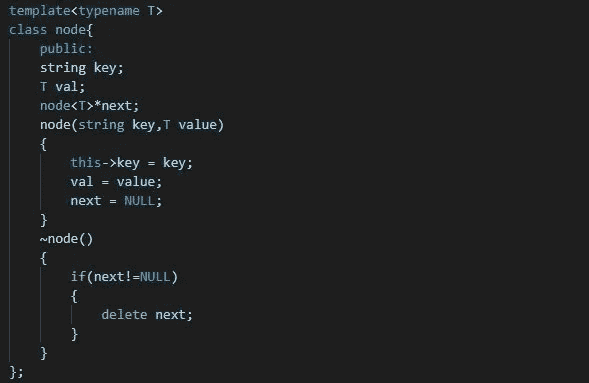 template<typename T>
class node{
    public:
    string key;
    T val;
    node<T>*next;
    node(string key,T value)
    {
        this->key = key;
        val = value;
        next = NULL;
    }
    ~node()
    {
        if(next!=NULL)
        {
            delete next;
        }
    }
};